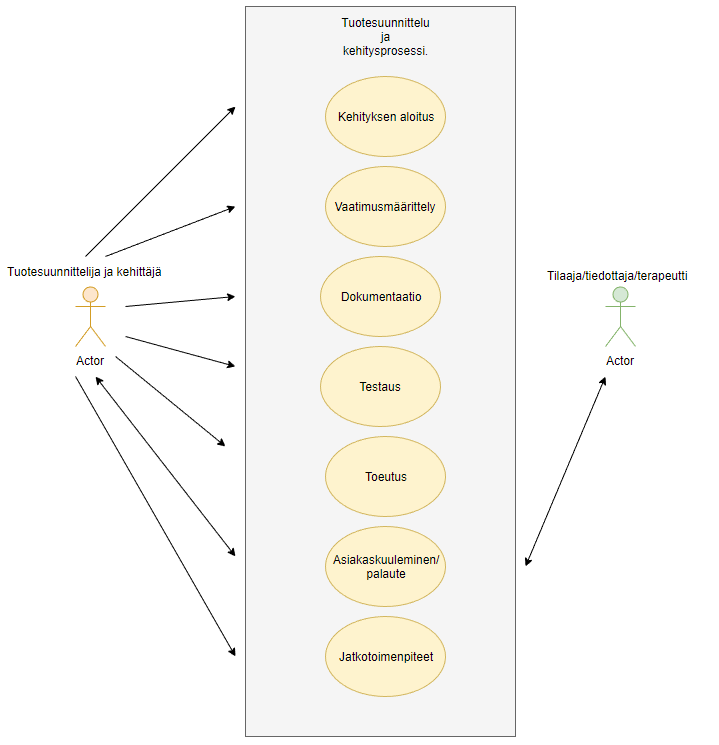 Tuotesuunnittelu
ja
kehitysprosessi.
Kehityksen aloitus
Vaatimusmäärittely
Tuotesuunnittelija ja kehittäjä
Actor
Dokumentaatio
Testaus
Toeutus
Asiakaskuuleminen/
palaute
Jatkotoimenpiteet
Tilaaja/tiedottaja/terapeutti
Actor